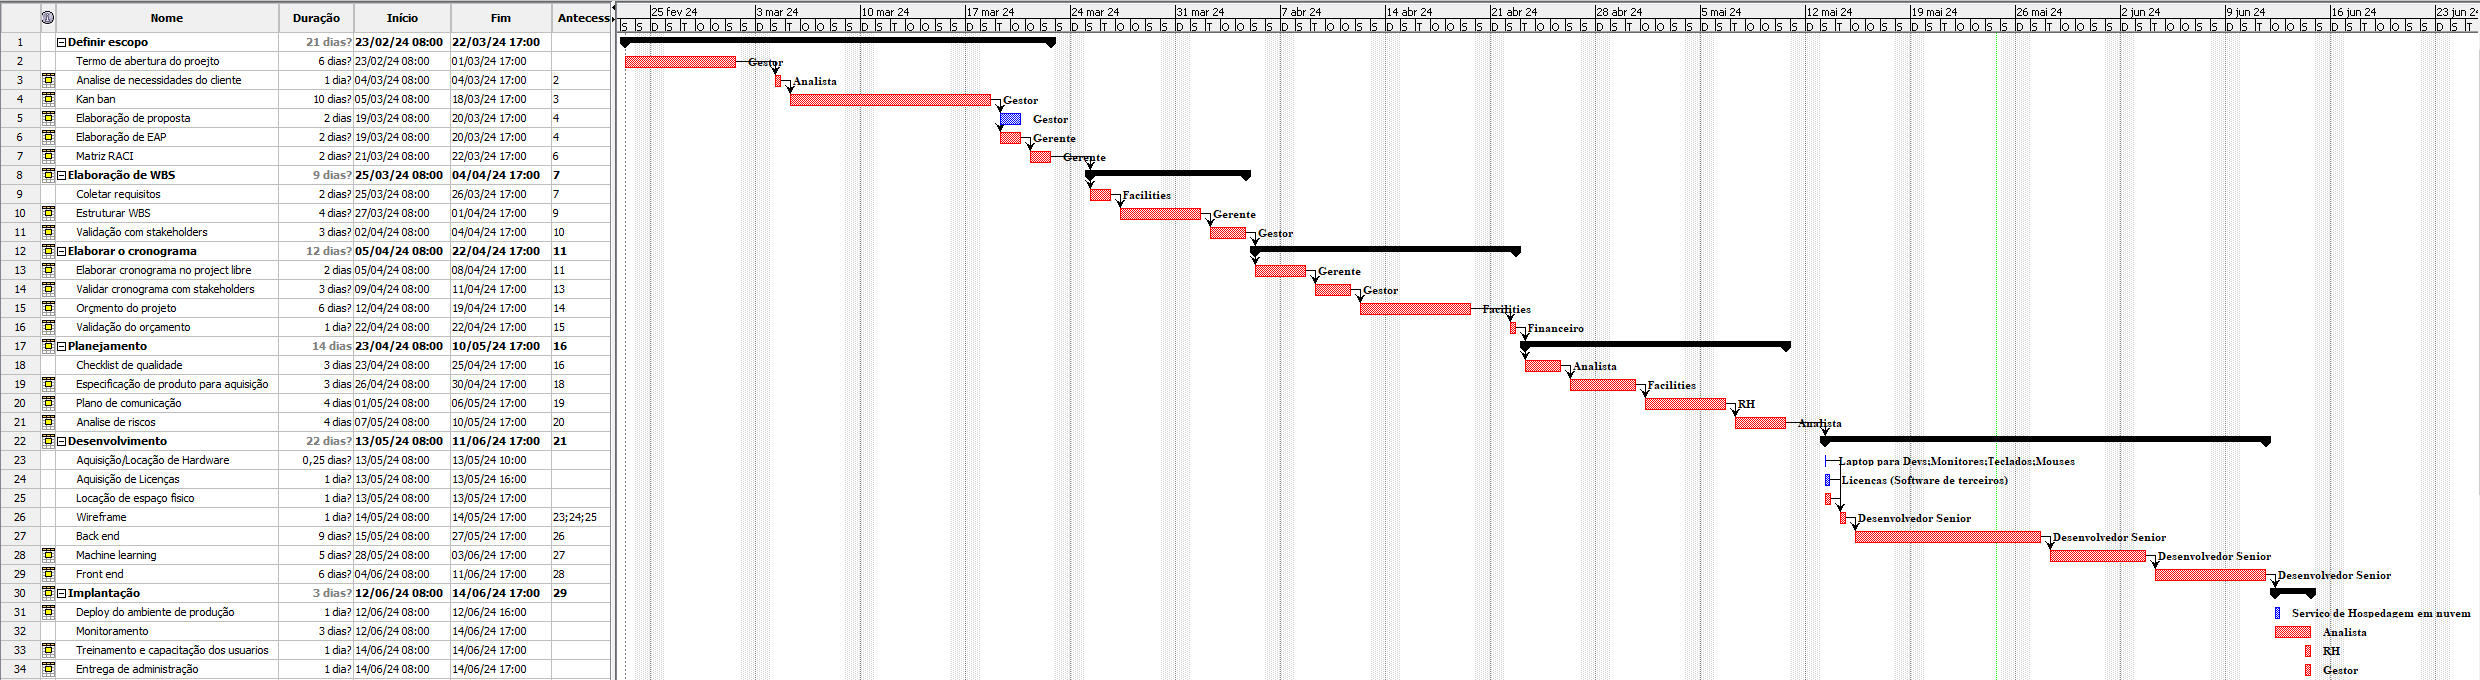 Nome Duração Início Fim Antecess 25 fev 24 3 mar 24 10 mar 24 17 mar 24 24 mar 24 31 mar 24 7 abr 24 14 abr 24 21 abr 24 28 abr 24 5 mai 24 12 mai 24 19 mai 24 26 mai 24 2 jun 24 9 jun 24 16 jun 24 23 jun 24
S S D S T Q Q S S D S T Q Q S S D S T Q Q S S D S T Q Q S S D S T Q Q S S D S T Q Q S S D S T Q Q S S D S T Q Q S S D S T Q Q S S D S T Q Q S S D S T Q Q S S D S T Q Q S S D S T Q Q S S D S T Q Q S S D S T Q Q S S D S T Q Q S S D S T Q Q S S D S T
1 Definir escopo 21 dias? 23/02/24 08:00 22/03/24 17:00
2 Termo de abertura do proejto 6 dias? 23/02/24 08:00 01/03/24 17:00 Gestor
3 Analise de necessidades do cliente 1 dia? 04/03/24 08:00 04/03/24 17:00 2 Analista
4 Kan ban 10 dias? 05/03/24 08:00 18/03/24 17:00 3 Gestor
5 Elaboração de proposta 2 dias 19/03/24 08:00 20/03/24 17:00 4 Gestor
6 Elaboração de EAP 2 dias? 19/03/24 08:00 20/03/24 17:00 4 Gerente
7 Matriz RACI 2 dias? 21/03/24 08:00 22/03/24 17:00 6 Gerente
8 Elaboração de WBS 9 dias? 25/03/24 08:00 04/04/24 17:00 7
9 Coletar requisitos 2 dias? 25/03/24 08:00 26/03/24 17:00 7 Facilities
10 Estruturar WBS 4 dias? 27/03/24 08:00 01/04/24 17:00 9 Gerente
11 Validação com stakeholders 3 dias? 02/04/24 08:00 04/04/24 17:00 10 Gestor
12 Elaborar o cronograma 12 dias? 05/04/24 08:00 22/04/24 17:00 11
13 Elaborar cronograma no project libre 2 dias 05/04/24 08:00 08/04/24 17:00 11 Gerente
14 Validar cronograma com stakeholders 3 dias? 09/04/24 08:00 11/04/24 17:00 13 Gestor
15 Orçmento do projeto 6 dias? 12/04/24 08:00 19/04/24 17:00 14 Facilities
16 Validação do orçamento 1 dia? 22/04/24 08:00 22/04/24 17:00 15 Financeiro
17 Planejamento 14 dias 23/04/24 08:00 10/05/24 17:00 16
18 Checklist de qualidade 3 dias 23/04/24 08:00 25/04/24 17:00 16 Analista
19 Especificação de produto para aquisição 3 dias 26/04/24 08:00 30/04/24 17:00 18 Facilities
20 Plano de comunicação 4 dias 01/05/24 08:00 06/05/24 17:00 19 RH
21 Analise de riscos 4 dias 07/05/24 08:00 10/05/24 17:00 20 Analista
22 Desenvolvimento 22 dias? 13/05/24 08:00 11/06/24 17:00 21
23 Aquisição/Locação de Hardware 0,25 dias? 13/05/24 08:00 13/05/24 10:00 Laptop para Devs;Monitores;Teclados;Mouses
24 Aquisição de Licenças 1 dia? 13/05/24 08:00 13/05/24 16:00 Licencas (Software de terceiros)
25 Locação de espaço fisico 1 dia? 13/05/24 08:00 13/05/24 17:00
26 Wireframe 1 dia? 14/05/24 08:00 14/05/24 17:00 23;24;25 Desenvolvedor Senior
27 Back end 9 dias? 15/05/24 08:00 27/05/24 17:00 26 Desenvolvedor Senior
28 Machine learning 5 dias? 28/05/24 08:00 03/06/24 17:00 27 Desenvolvedor Senior
29 Front end 6 dias? 04/06/24 08:00 11/06/24 17:00 28 Desenvolvedor Senior
30 Implantação 3 dias? 12/06/24 08:00 14/06/24 17:00 29
31 Deploy do ambiente de produção 1 dia? 12/06/24 08:00 12/06/24 16:00 Servico de Hospedagem em nuvem
32 Monitoramento 3 dias? 12/06/24 08:00 14/06/24 17:00 Analista
33 Treinamento e capacitação dos usuarios 1 dia? 14/06/24 08:00 14/06/24 17:00 RH
34 Entrega de administração 1 dia? 14/06/24 08:00 14/06/24 17:00 Gestor